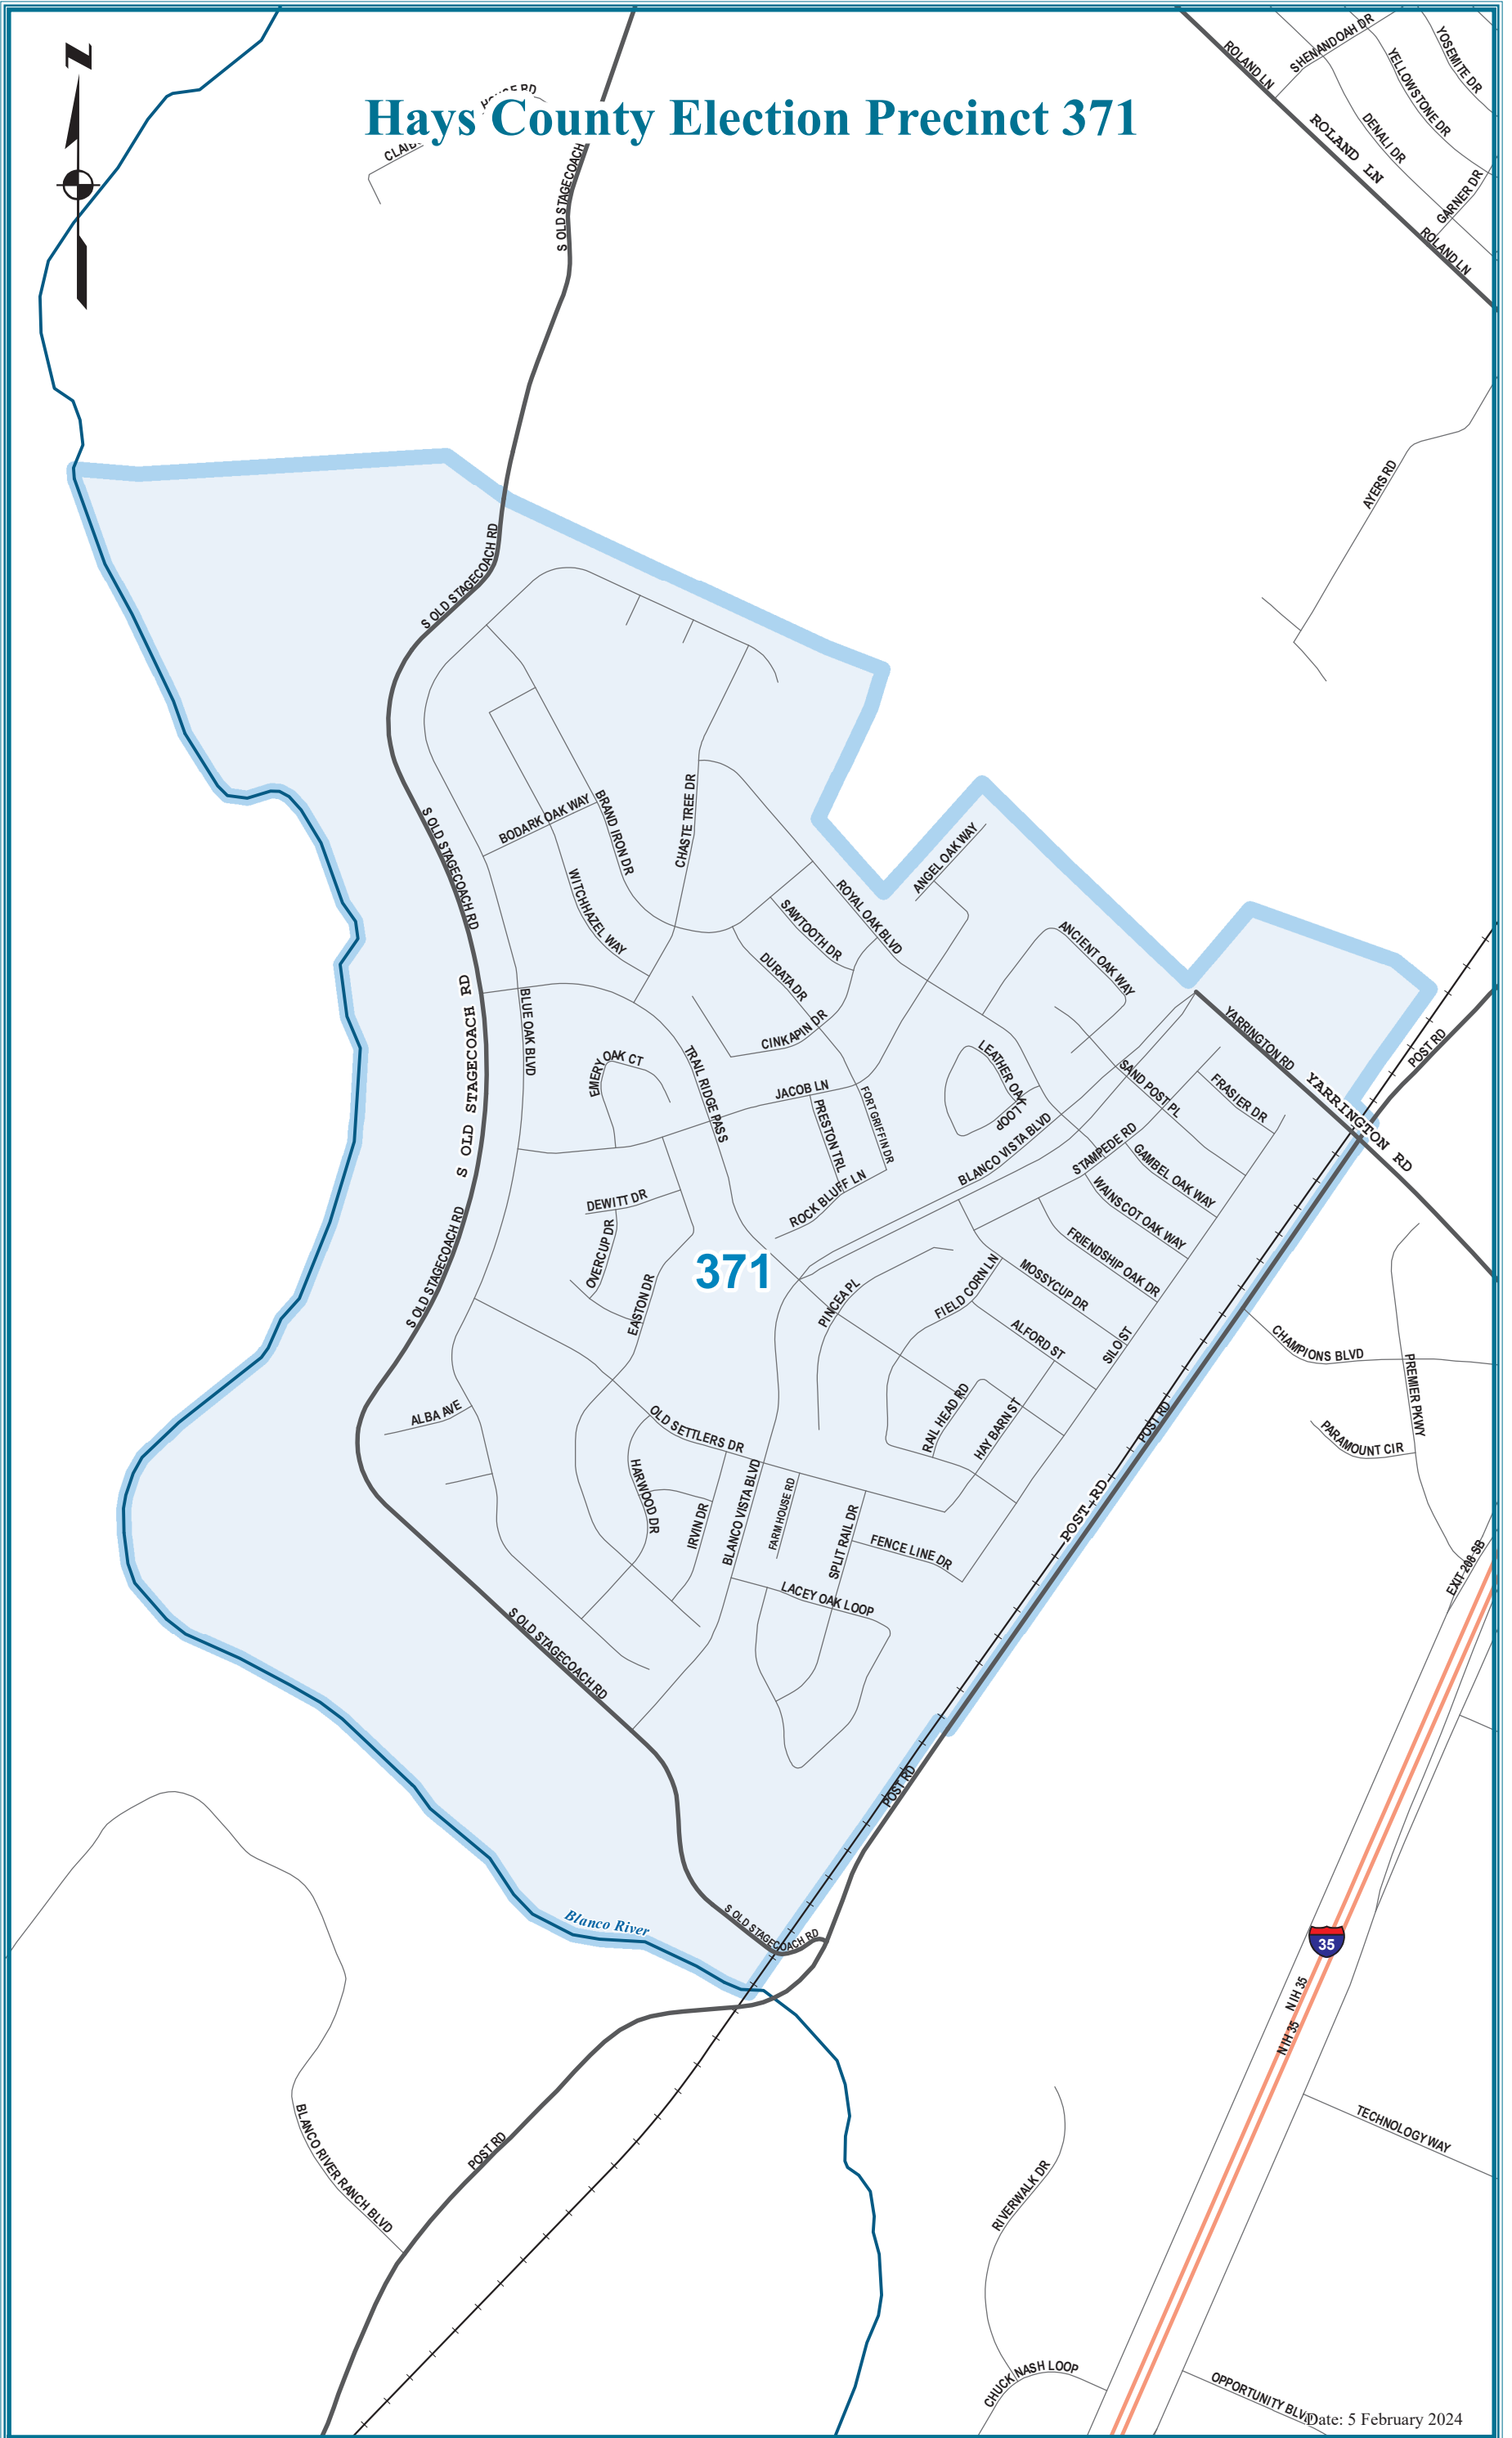 Hays County Election Precinct 371
N
HOUSE RD
S OLD STAGECOACH
ROLAND LN
SHENANDOAH DR
YOSEMITE DR
YELLOWSTONE DR
DENALI DR
ROLAND LN
GARNER DR
ROLAND LN
AYERS RD
S OLD STAGECOACH RD
BODARK OAK WAY
BRAND IRON DR
CHASTE TREE DR
S OLD STAGECOACH RD
WITCHHAZEL WAY
ROYAL OAK BLVD
ANGEL OAK WAY
SAWTOOTH DR
ANCIENT OAK WAY
DURATA DR
S OLD STAGECOACH RD
BLUE OAK BLVD
CINKAPIN DR
EMERY OAK CT
TRAIL RIDGE PASS
JACOB LN
PRESTON TRL
FORT GRIFFIN DR
LEATHER OAK LOOP
YARRINGTON RD
POST RD
SAND POST PL
FRASIER DR
YARRINGTON RD
BLANCO VISTA BLVD
STAMPEDE RD
GAMBEL OAK WAY
WAINSCOT OAK WAY
ROCK BLUFF LN
DEWITT DR
OVERCUP DR
S OLD STAGECOACH RD
371
EASTON DR
PINCEA PL
FIELD CORN LN
FRIENDSHIP OAK DR
MOSSYCUP DR
ALFORD ST
SILO ST
CHAMPIONS BLVD
PREMIER PKWY
PARAMOUNT CIR
ALBA AVE
OLD SETTLERS DR
RAIL HEAD RD
HAY BARN ST
POST RD
HARWOOD DR
IRVIN DR
BLANCO VISTA BLVD
FARM HOUSE RD
SPLIT RAIL DR
FENCE LINE DR
POST RD
LACEY OAK LOOP
EXIT 208 SB
S OLD STAGECOACH RD
POST RD
Blanco River
S OLD STAGECOACH RD
35
N IH 35
N IH 35
BLANCO RIVER RANCH BLVD
POST RD
TECHNOLOGY WAY
RIVERWALK DR
CHUCK NASH LOOP
OPPORTUNITY
Date: 5 February 2024